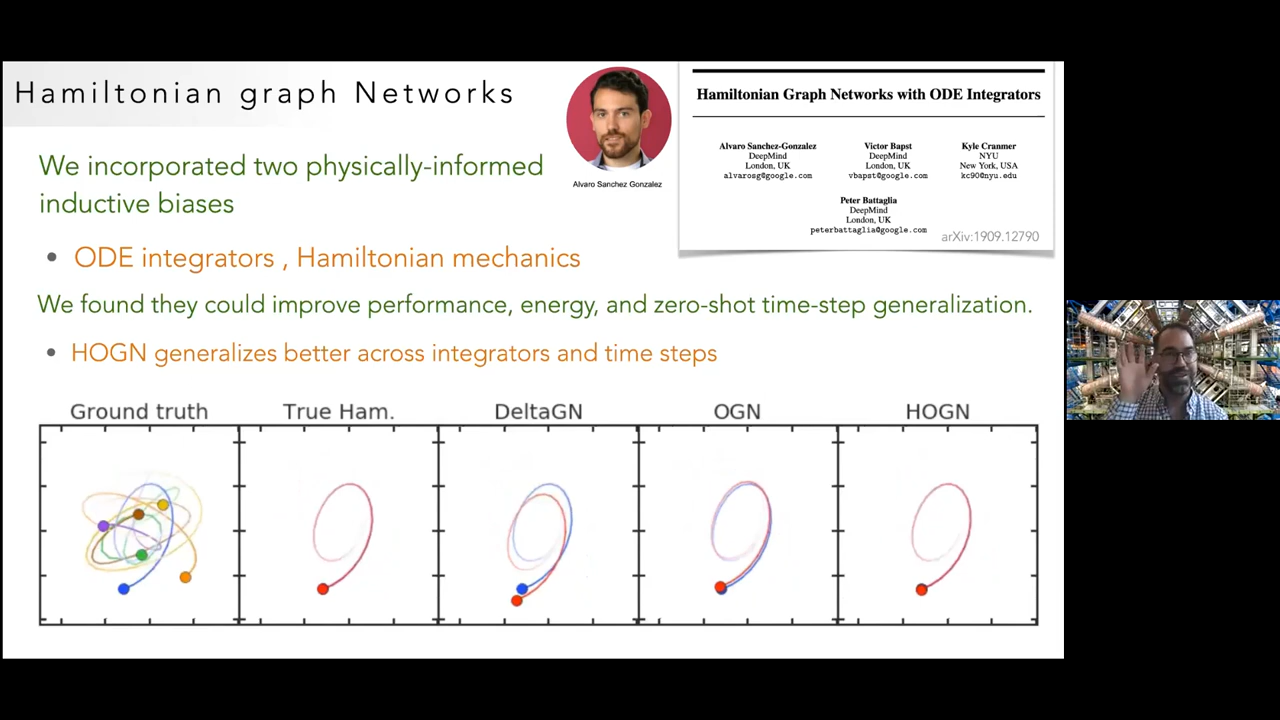 Hamiltonian graph Networks
Alvaro Sanchez Gonzalez
Hamiltonian Graph Networks with ODE Integrators
Alvaro Sanchez-Gonzalez
DeepMind
London, UK
alvarosg@google.com
Victor Bapst
DeepMind
London, UK
vbapst@google.com
Kyle Cranmer
NYU
New York, USA
kc90@nyu.edu
Peter Battaglia
DeepMind
London, UK
peterbattaglia@google.com
arXiv:1909.12790
We incorporated two physically-informed
inductive biases
• ODE integrators , Hamiltonian mechanics
We found they could improve performance, energy, and zero-shot time-step generalization.
• HOGN generalizes better across integrators and time steps
Ground truth
True Ham.
DeltaGN
OGN
HOGN